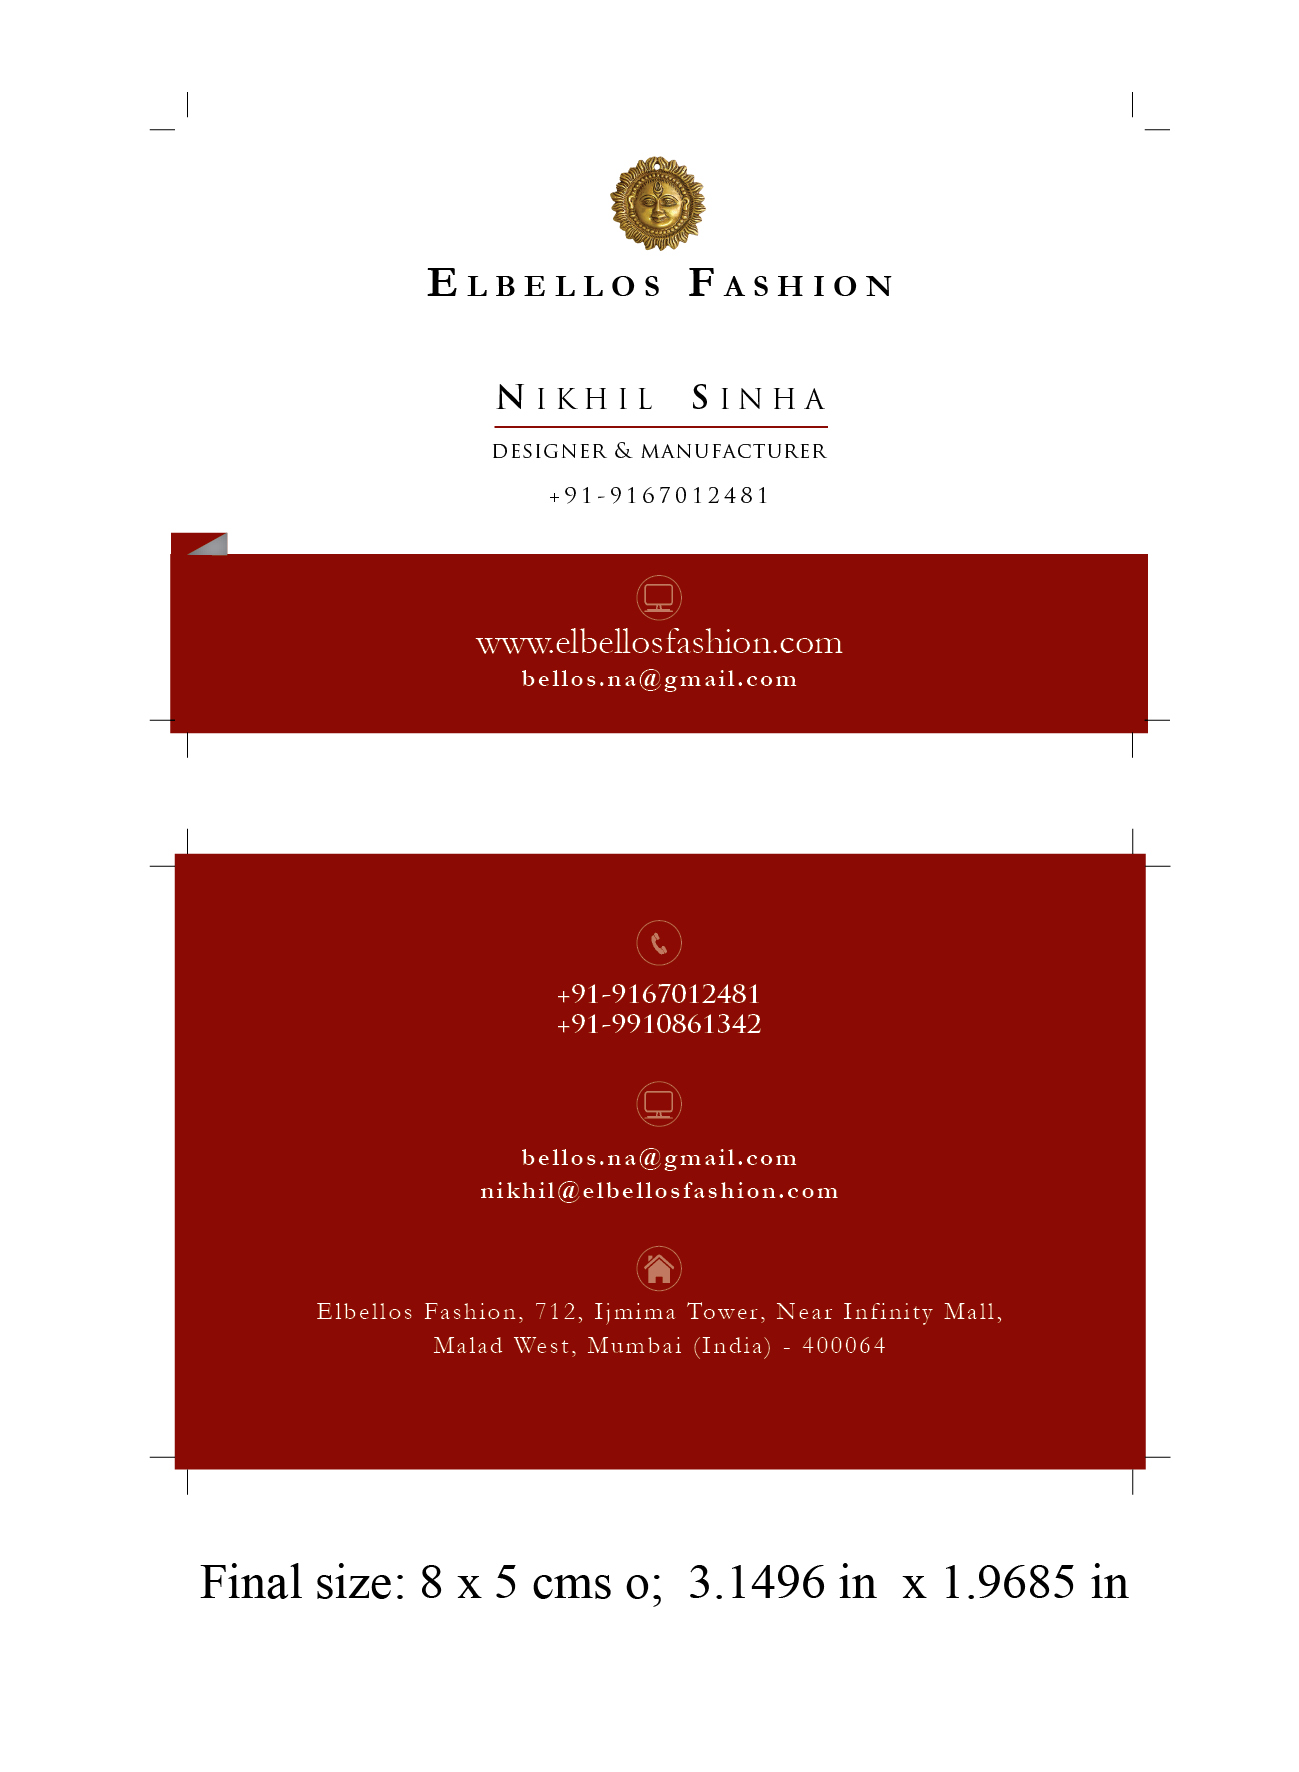 ELBELLOS FASHION
NIKHIL SINHA
DESIGNER & MANUFACTURER
+91-9167012481
www.elbellosfashion.com
bellos.na@gmail.com
+91-9167012481
+91-9910861342
bellos.na@gmail.com
nikhil@elbellosfashion.com
Elbellos Fashion, 712, Ijmima Tower, Near Infinity Mall,
Malad West, Mumbai (India) - 400064
Final size: 8 x 5 cms o; 3.1496 in x 1.9685 in